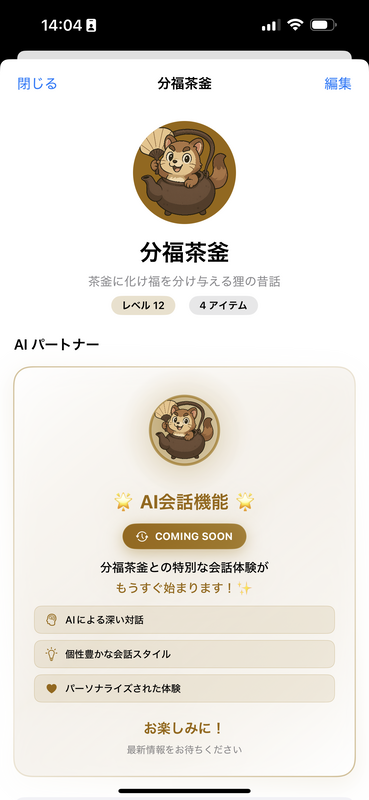 14:04
閉じる 分福茶釜 編集
分福茶釜
茶釜に化け福を分け与える狸の昔話
レベル 12 4 アイテム
AI パートナー
🌟 AI会話機能 🌟
COMING SOON
分福茶釜との特別な会話体験が
もうすぐ始まります！✨
AIによる深い対話
個性豊かな会話スタイル
パーソナライズされた体験
お楽しみに！
最新情報をお待ちください